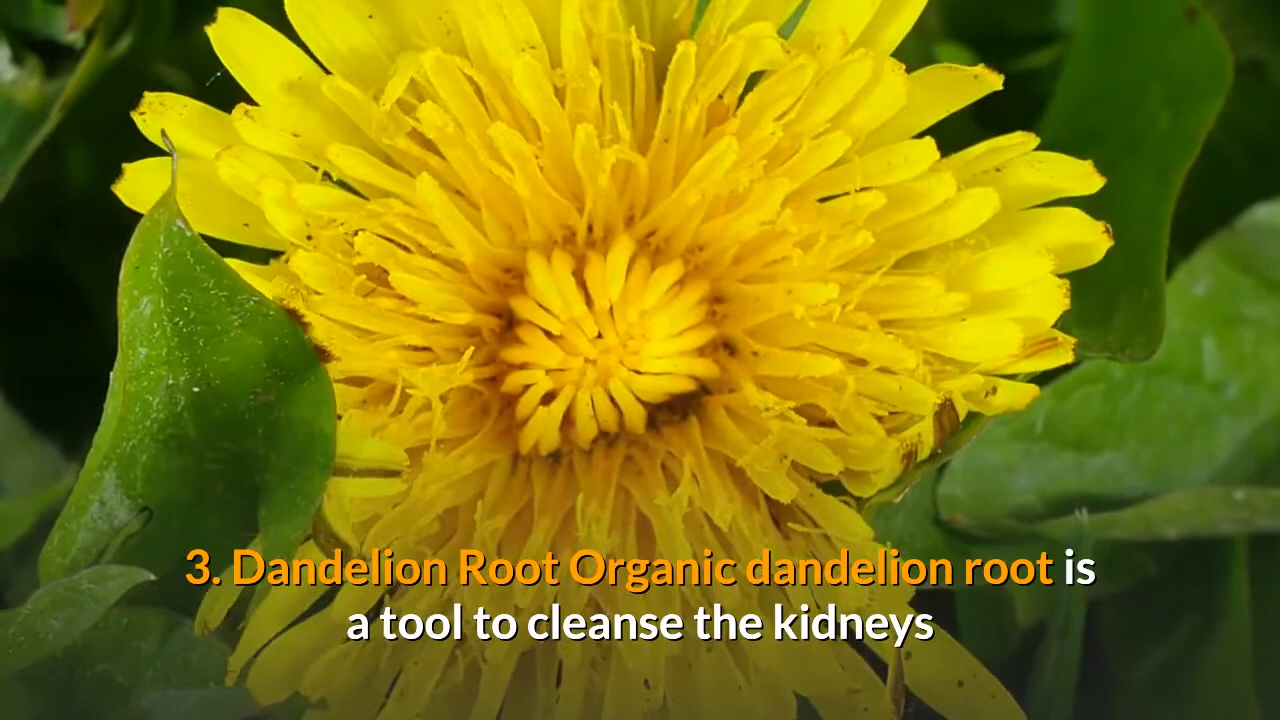 3. Dandelion Root Organic dandelion root is
a tool to cleanse the kidneys